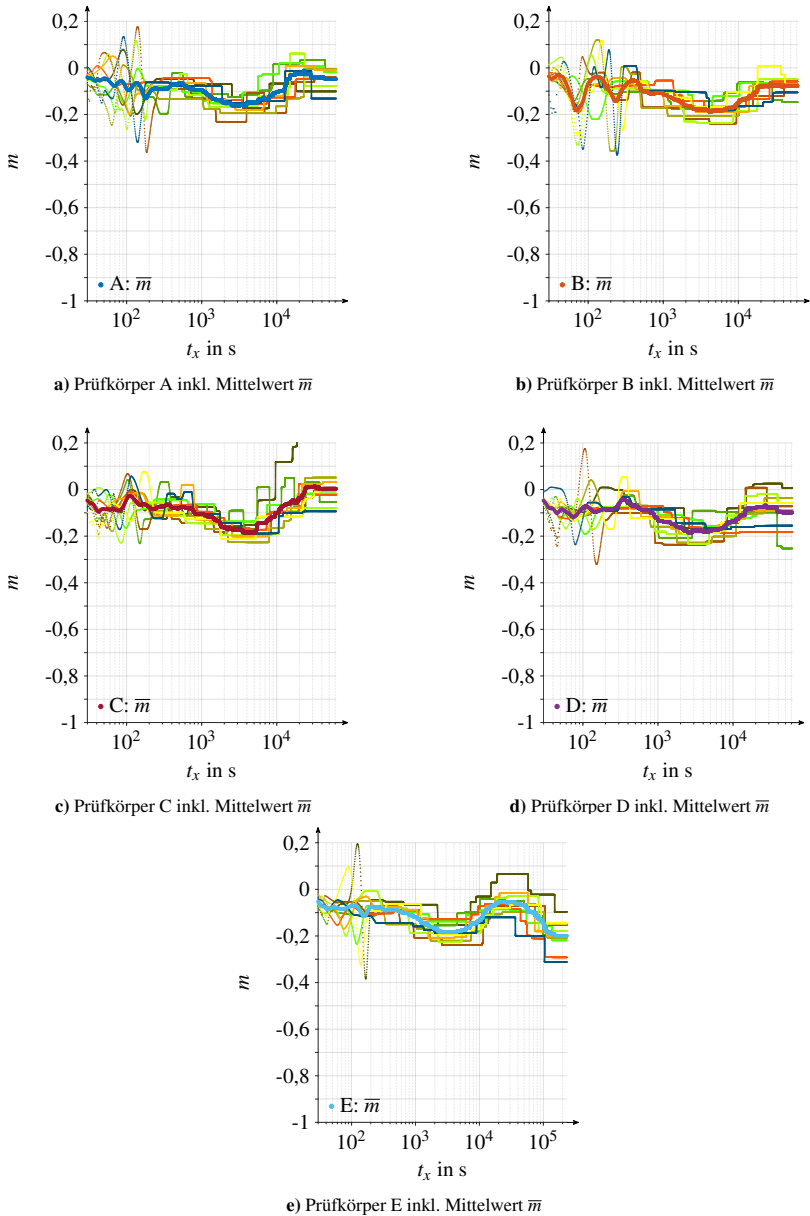 0,2
0
-0,2
-0,4
-0,6
-0,8
-1
m
A: m̅
10² 10³ 10⁴
tₓ in s
a) Prüfkörper A inkl. Mittelwert m̅
0,2
0
-0,2
-0,4
-0,6
-0,8
-1
m
B: m̅
10² 10³ 10⁴
tₓ in s
b) Prüfkörper B inkl. Mittelwert m̅
0,2
0
-0,2
-0,4
-0,6
-0,8
-1
m
C: m̅
10² 10³ 10⁴
tₓ in s
c) Prüfkörper C inkl. Mittelwert m̅
0,2
0
-0,2
-0,4
-0,6
-0,8
-1
m
D: m̅
10² 10³ 10⁴
tₓ in s
d) Prüfkörper D inkl. Mittelwert m̅
0,2
0
-0,2
-0,4
-0,6
-0,8
-1
m
E: m̅
10² 10³ 10⁴ 10⁵
tₓ in s
e) Prüfkörper E inkl. Mittelwert m̅